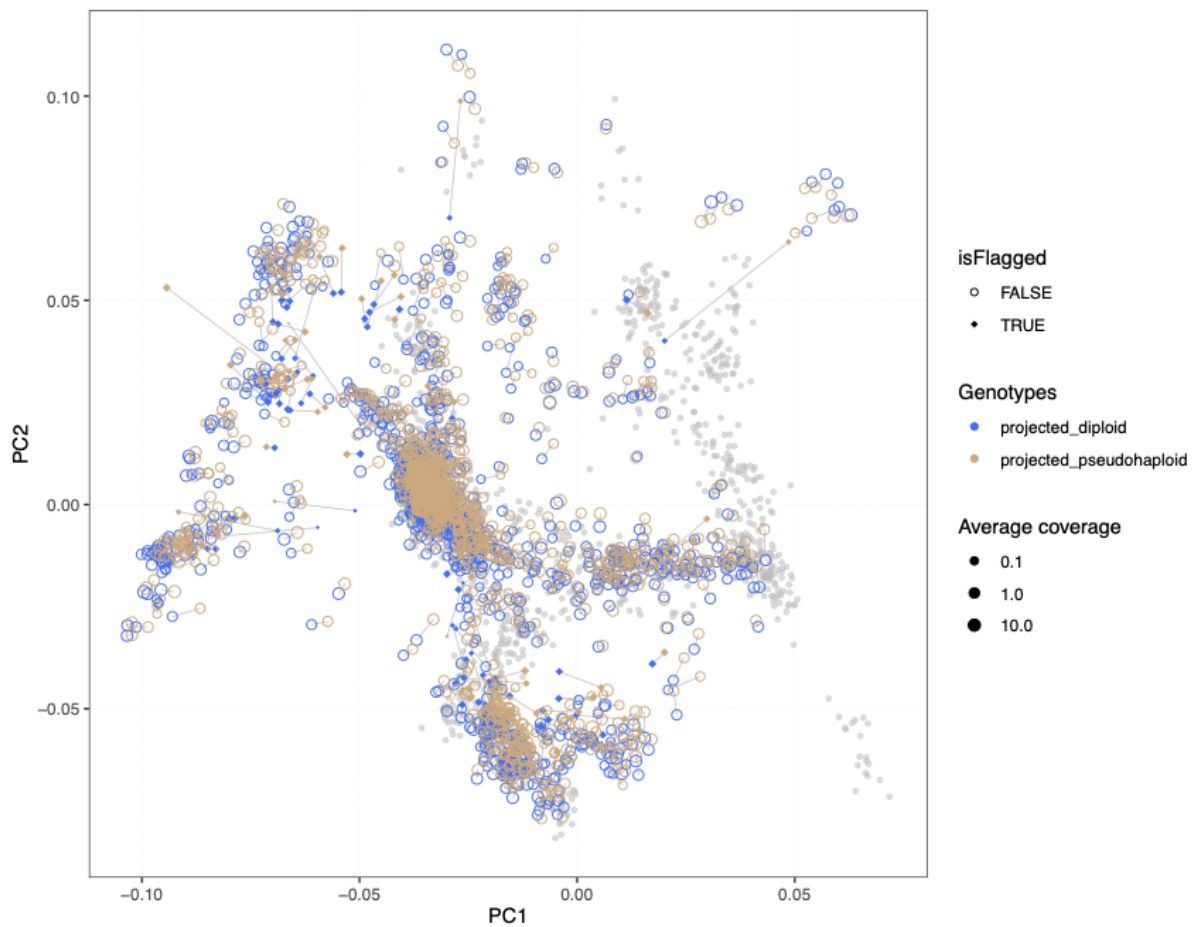 0.10
0.05
0.00
−0.05
PC2
−0.10
−0.05
0.00
0.05
PC1
isFlagged
FALSE
TRUE
Genotypes
projected_diploid
projected_pseudohaploid
Average coverage
0.1
1.0
10.0